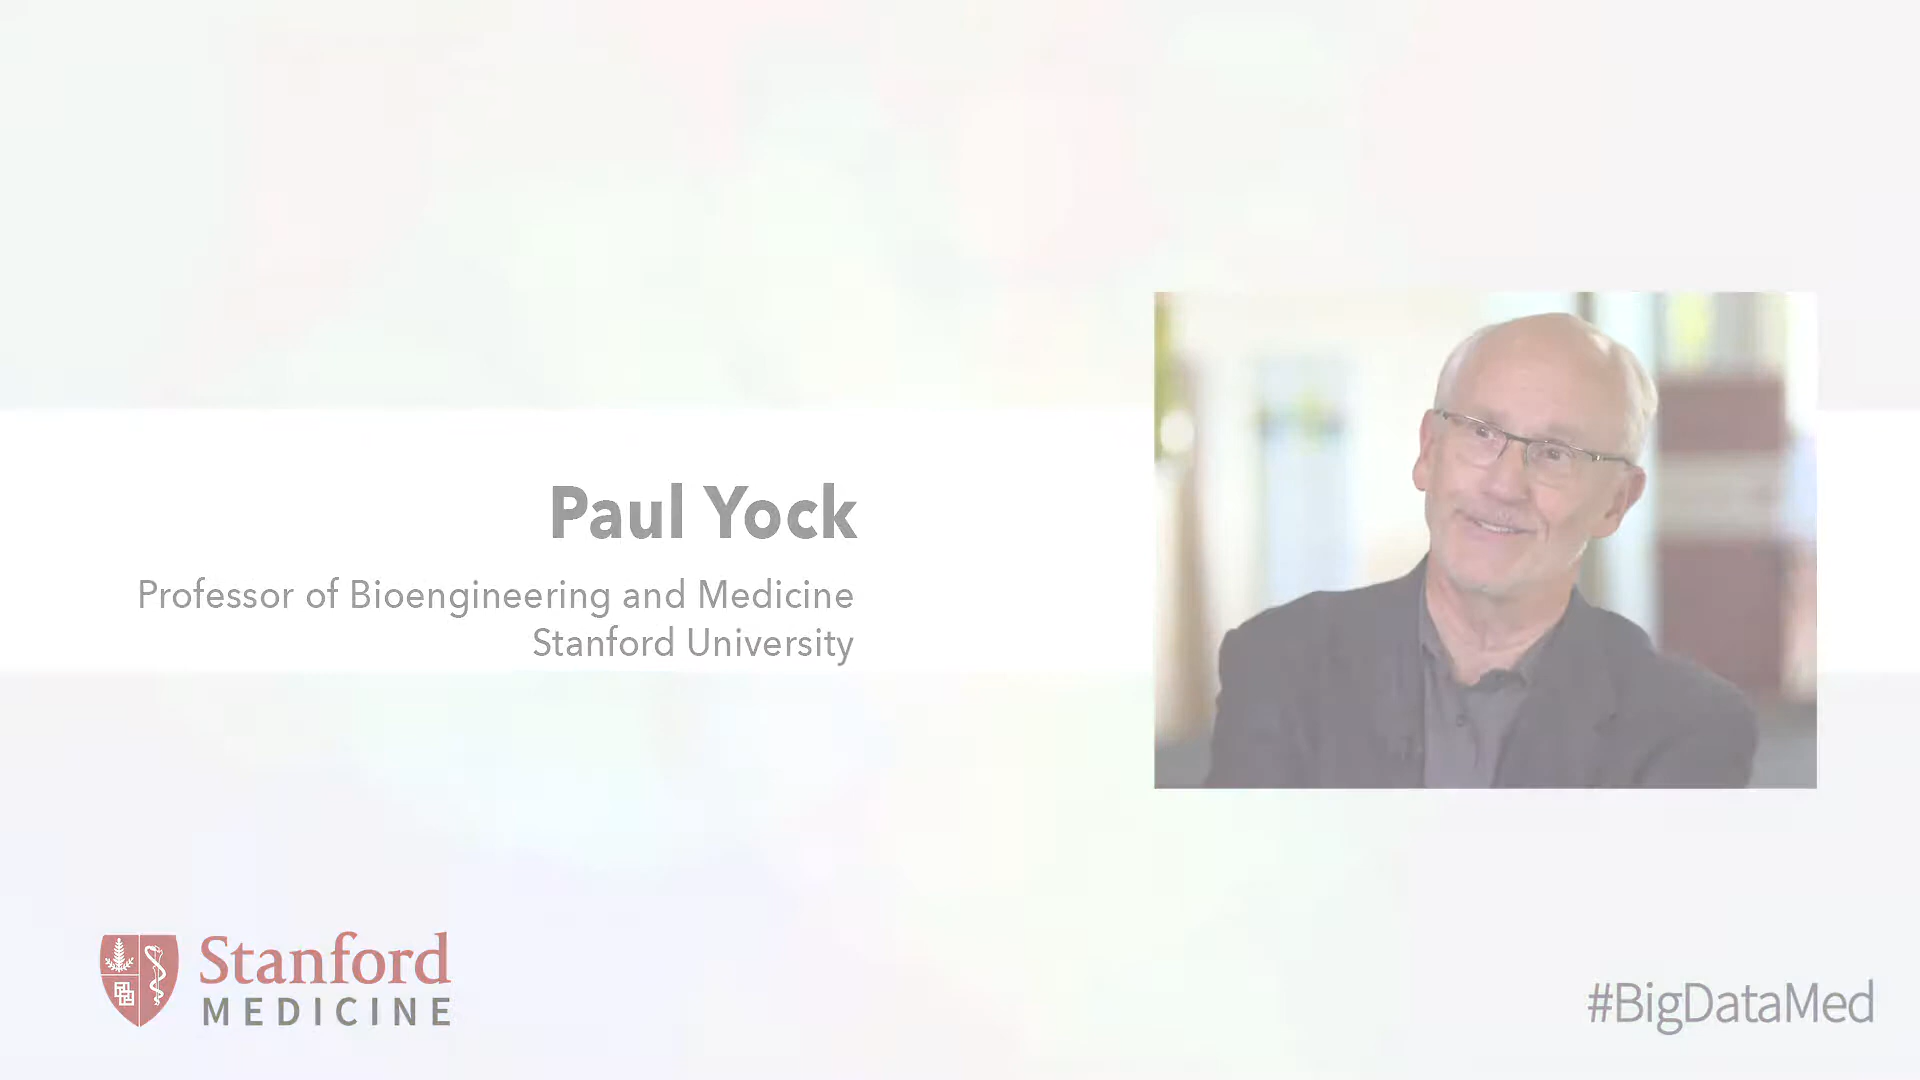 Paul Yock
Professor of Bioengineering and Medicine
Stanford University
Stanford
MEDICINE
#BigDataMed